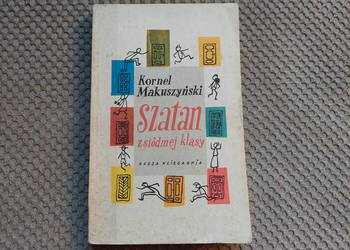 Kornel
Makuszyński
Szatan
z siódmej klasy
NASZA KSIĘGARNIA